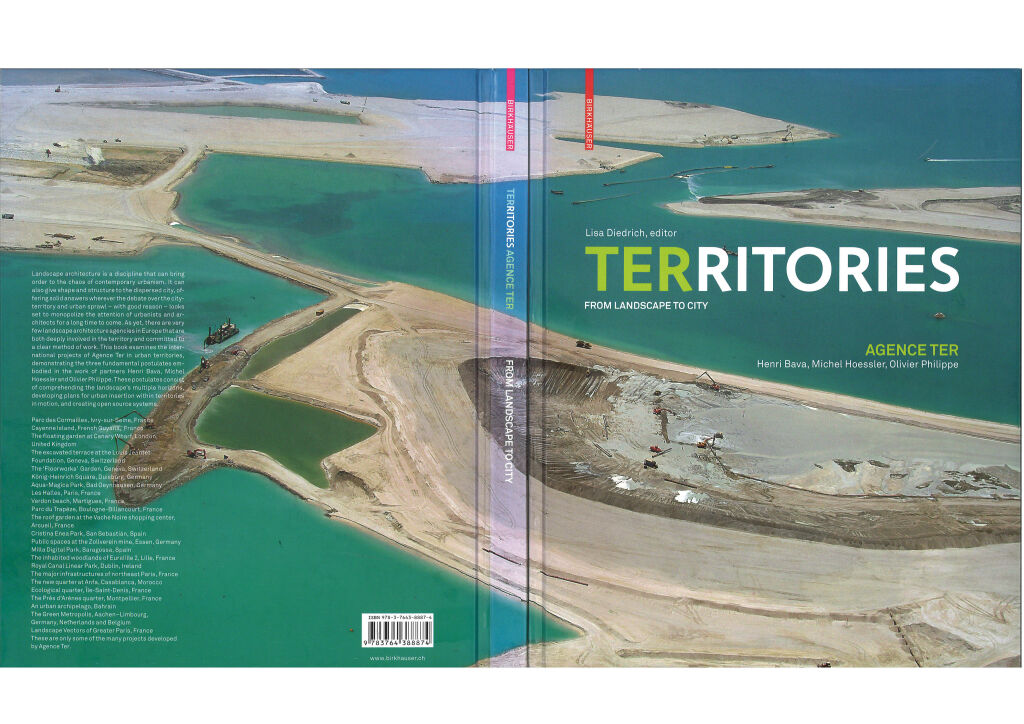 Landscape architecture is a discipline that can bring
order to the chaos of contemporary urbanism. It can
also give shape and structure to the dispersed city, of-
fering solid answers wherever the debate over the city-
territory and urban sprawl – with good reason – looks
set to monopolize the attention of urbanists and ar-
chitects for a long time to come. As yet, there are very
few landscape architecture agencies in Europe that are
both deeply involved in the territory and committed to
a clear method of work. This book examines the inter-
national projects of Agence Ter in urban territories,
demonstrating the three fundamental postulates em-
bodied in the work of partners Henri Bava, Michel
Hoessler and Olivier Philippe. These postulates consist
of comprehending the landscape's multiple horizons,
developing plans for urban insertion within territories
in motion, and creating open source systems.
Parc des Cormailles, Ivry-sur-Seine, France
Cayenne Island, French Guyana, France
The floating garden at Canary Wharf, London,
United Kingdom
The excavated terrace at the Louis Jeantet
Foundation, Geneva, Switzerland
The 'Floorworks' Garden, Geneva, Switzerland
König-Heinrich Square, Duisburg, Germany
Aqua-Magica Park, Bad Oeynhausen, Germany
Les Halles, Paris, France
Verdon beach, Martigues, France
Parc du Trapèze, Boulogne-Billancourt, France
The roof garden at the Vache Noire shopping center,
Arcueil, France
Cristina Enea Park, San Sebastián, Spain
Public spaces at the Zollverein mine, Essen, Germany
Milla Digital Park, Saragossa, Spain
The inhabited woodlands of Euralille 2, Lille, France
Royal Canal Linear Park, Dublin, Ireland
The major infrastructures of northeast Paris, France
The new quarter at Anfa, Casablanca, Morocco
Ecological quarter, Île-Saint-Denis, France
The Prés d'Arènes quarter, Montpellier, France
An urban archipelago, Bahrain
The Green Metropolis, Aachen–Limbourg,
Germany, Netherlands and Belgium
Landscape Vectors of Greater Paris, France
These are only some of the many projects developed
by Agence Ter.
ISBN 978-3-7643-8887-4
9 783764 388874
www.birkhauser.ch
BIRKHÄUSER
TERRITORIES AGENCE TER
FROM LANDSCAPE TO CITY
BIRKHÄUSER
Lisa Diedrich, editor
TERRITORIES
FROM LANDSCAPE TO CITY
AGENCE TER
Henri Bava, Michel Hoessler, Olivier Philippe